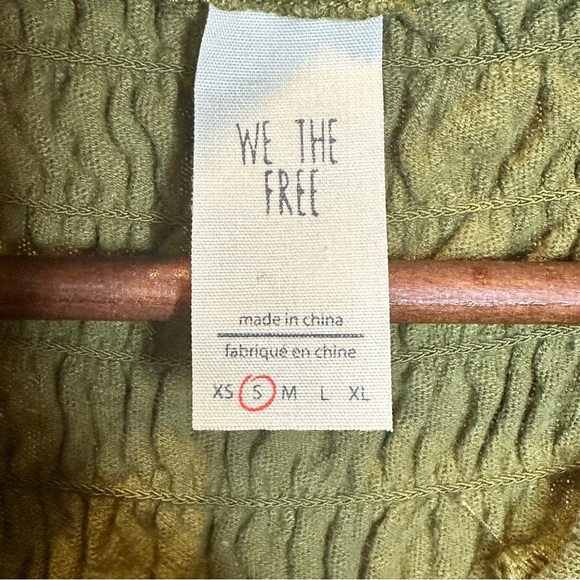 WE THE
FREE
made in china
fabriqué en chine
XS S M L XL